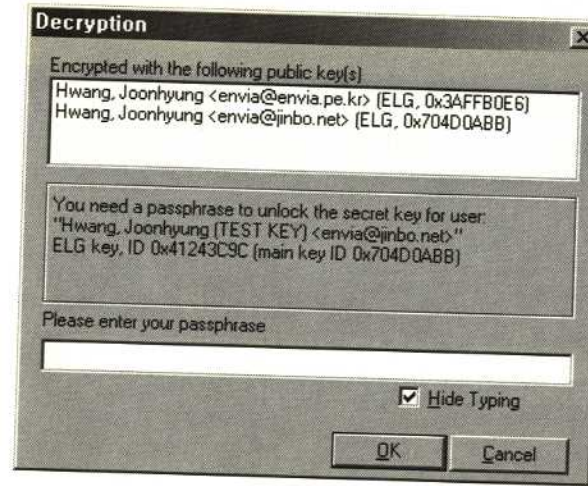 Decryption
Encrypted with the following public key(s)
Hwang, Joonhyung <envia@envia.pe.kr> (ELG, 0x3AFFB0E6)
Hwang, Joonhyung <envia@jinbo.net> (ELG, 0x704D0ABB)
You need a passphrase to unlock the secret key for user:
"Hwang, Joonhyung (TEST KEY) <envia@jinbo.net>"
ELG key, ID 0x41243C9C (main key ID 0x704D0ABB)
Please enter your passphrase
Hide Typing
OK
Cancel